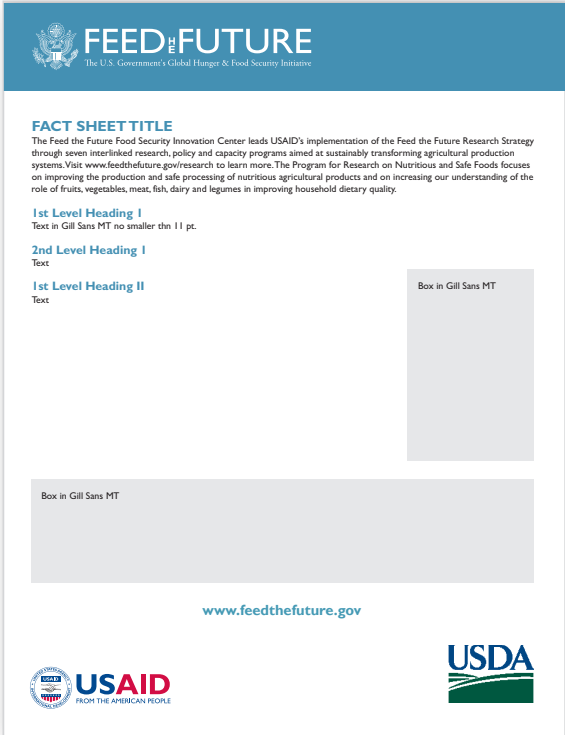 FEED THE FUTURE
The U.S. Government's Global Hunger & Food Security Initiative
FACT SHEET TITLE
The Feed the Future Food Security Innovation Center leads USAID's implementation of the Feed the Future Research Strategy
through seven interlinked research, policy and capacity programs aimed at sustainably transforming agricultural production
systems. Visit www.feedthefuture.gov/research to learn more. The Program for Research on Nutritious and Safe Foods focuses
on improving the production and safe processing of nutritious agricultural products and on increasing our understanding of the
role of fruits, vegetables, meat, fish, dairy and legumes in improving household dietary quality.
1st Level Heading 1
Text in Gill Sans MT no smaller thn 11 pt.
2nd Level Heading 1
Text
1st Level Heading II
Text
Box in Gill Sans MT
Box in Gill Sans MT
www.feedthefuture.gov
USAID
USAID
FROM THE AMERICAN PEOPLE
USDA